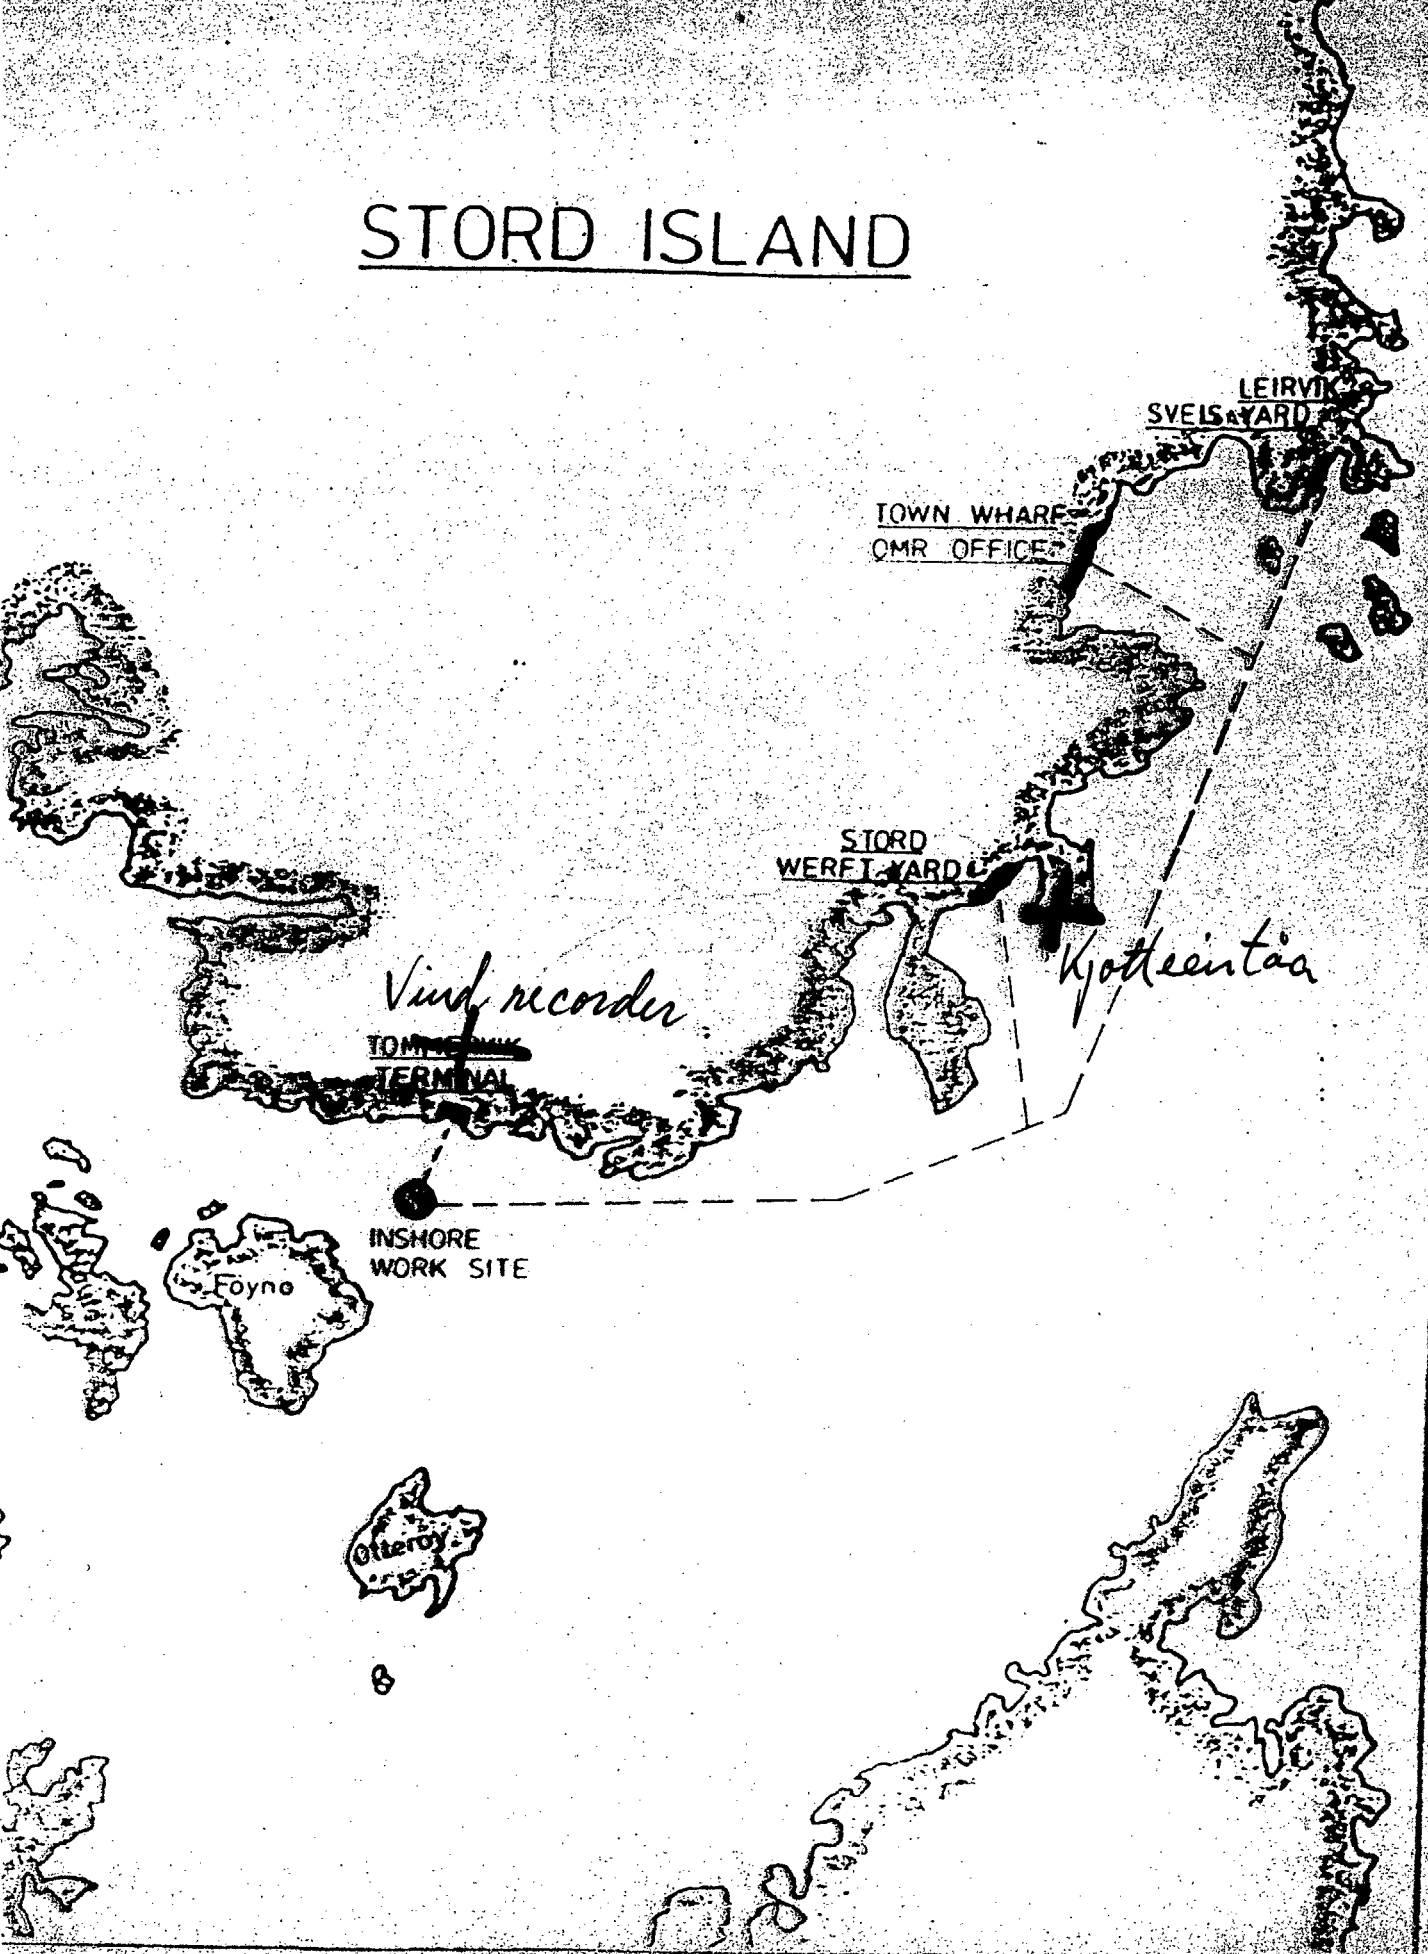 STORD ISLAND
LEIRVIK
SVEIS YARD
TOWN WHARF
OMR OFFICE
STORD
WERFT YARD
Kjøtteentåa
Vind recorder
TERMINAL
INSHORE
WORK SITE
Føyno
Otterøy